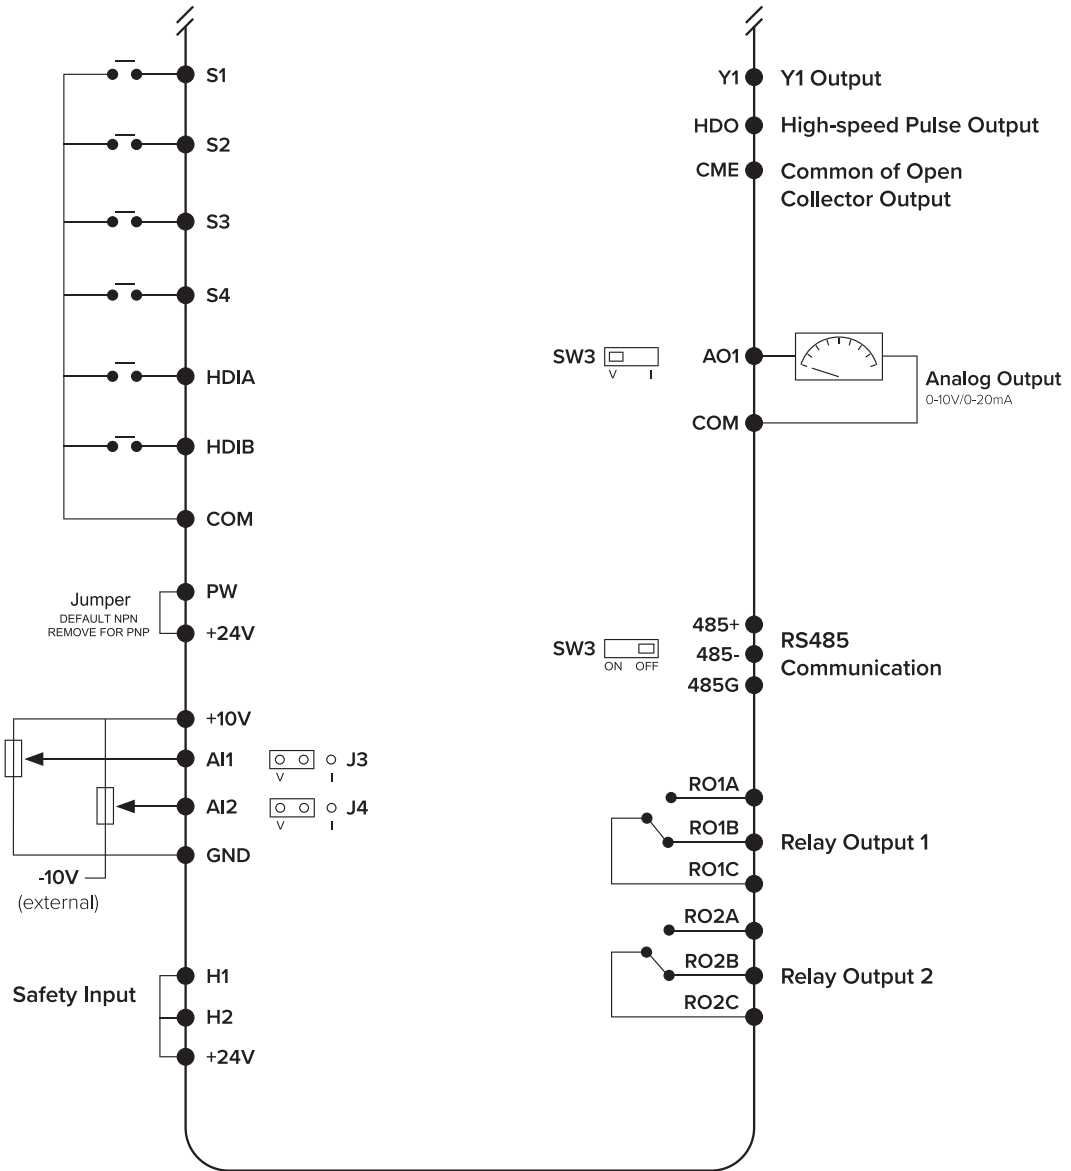 S1
S2
S3
S4
HDIA
HDIB
COM
PW
Jumper
DEFAULT NPN
REMOVE FOR PNP
+24V
+10V
AI1
V I J3
AI2
V I J4
GND
-10V
(external)
Safety Input
H1
H2
+24V
Y1 Y1 Output
HDO High-speed Pulse Output
CME Common of Open
Collector Output
SW3 V I
AO1
Analog Output
0-10V/0-20mA
COM
SW3 ON OFF
485+
485-
485G
RS485
Communication
RO1A
RO1B
RO1C
Relay Output 1
RO2A
RO2B
RO2C
Relay Output 2